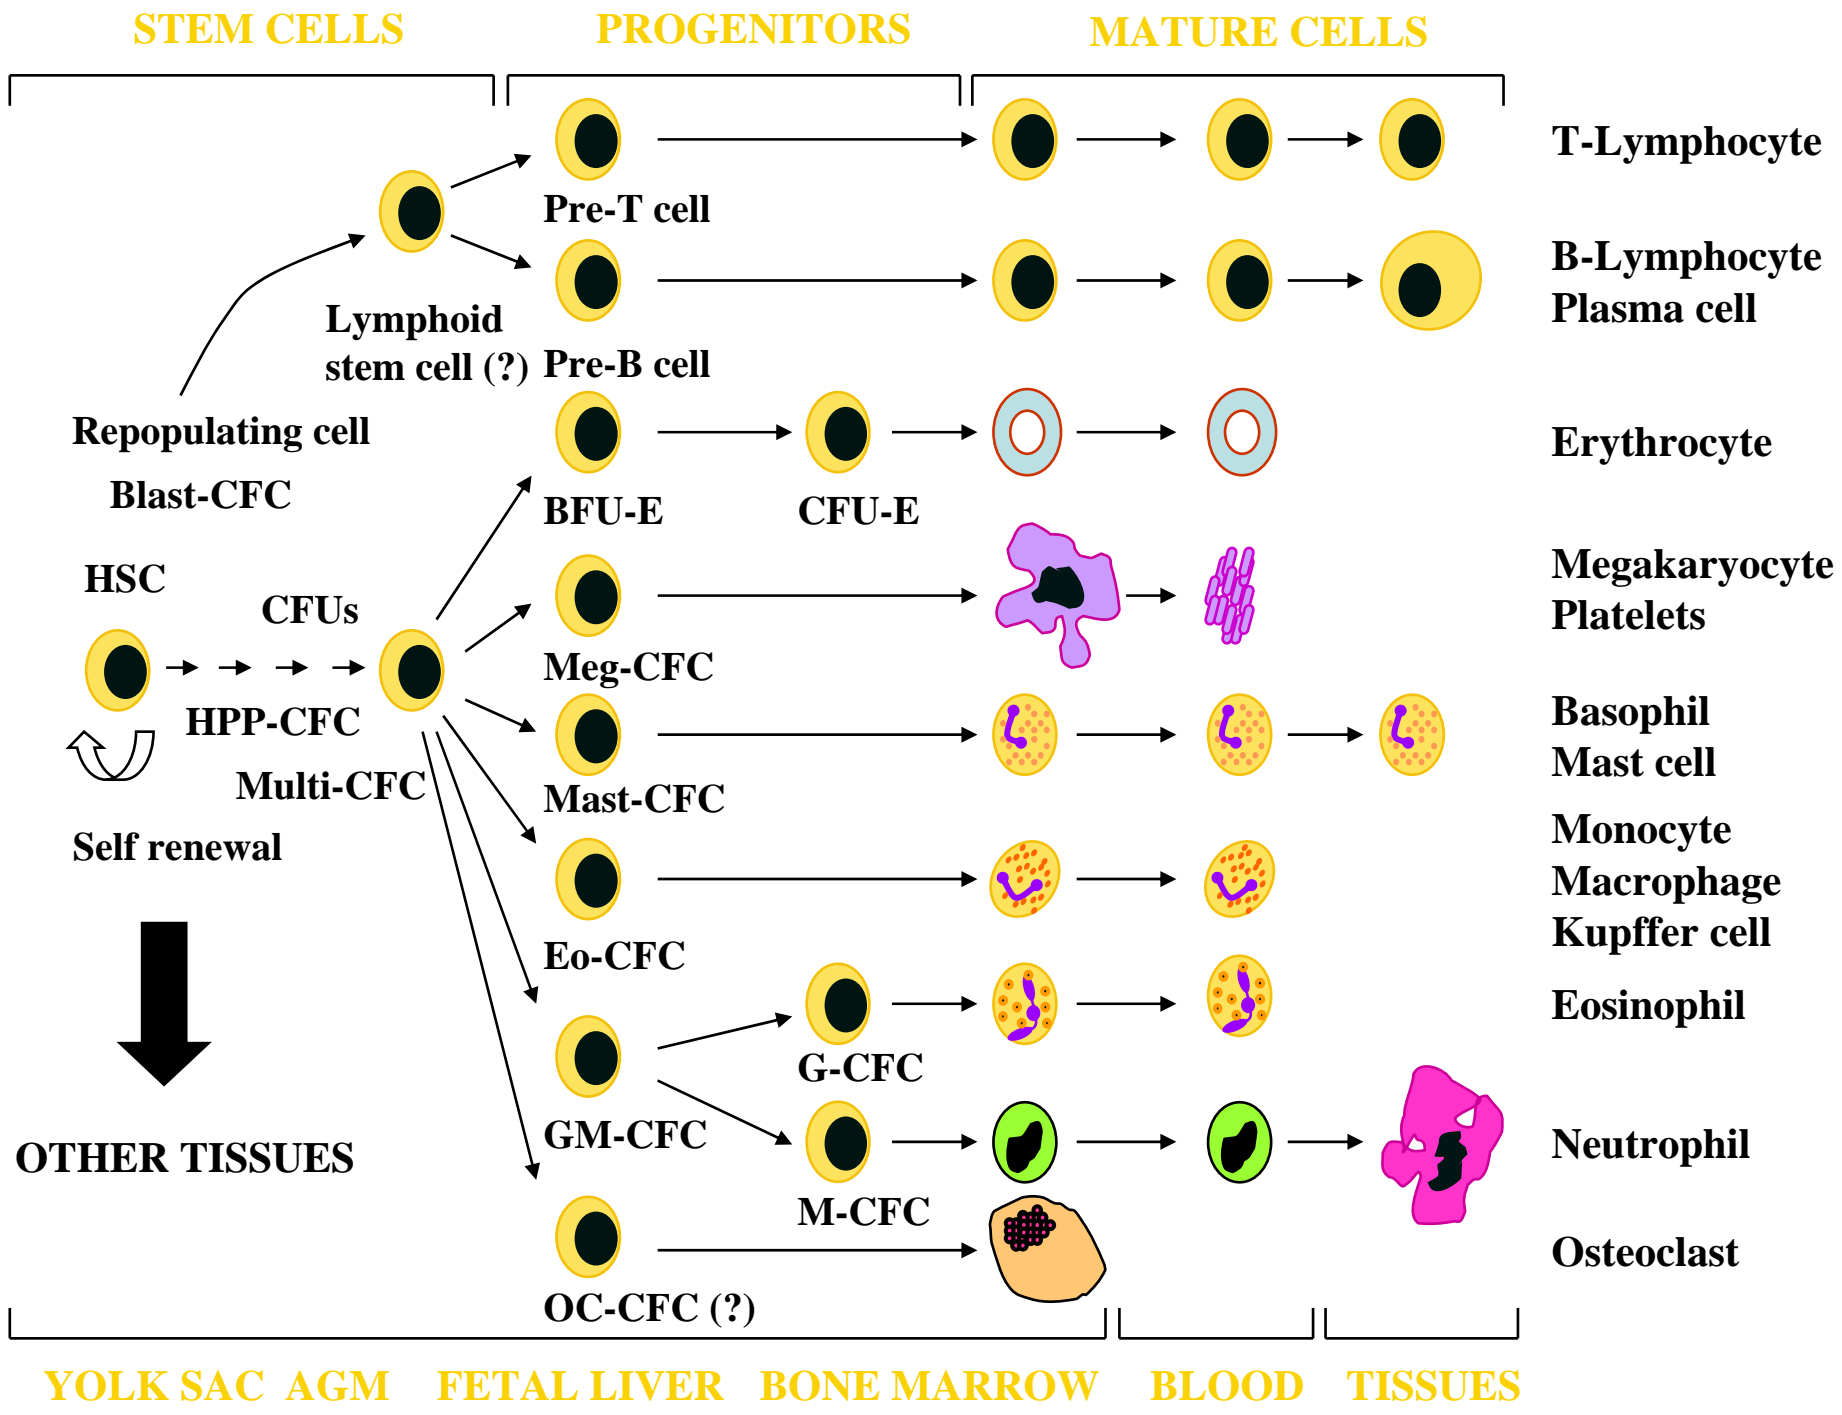 STEM CELLS
PROGENITORS
MATURE CELLS
T-Lymphocyte
Pre-T cell
B-Lymphocyte
Plasma cell
Lymphoid
stem cell (?)
Pre-B cell
Repopulating cell
Blast-CFC
Erythrocyte
BFU-E
CFU-E
HSC
CFUs
Megakaryocyte
Platelets
Meg-CFC
HPP-CFC
Multi-CFC
Basophil
Mast cell
Mast-CFC
Self renewal
Monocyte
Macrophage
Kupffer cell
Eo-CFC
Eosinophil
G-CFC
GM-CFC
OTHER TISSUES
Neutrophil
M-CFC
Osteoclast
OC-CFC (?)
YOLK SAC AGM
FETAL LIVER
BONE MARROW
BLOOD
TISSUES